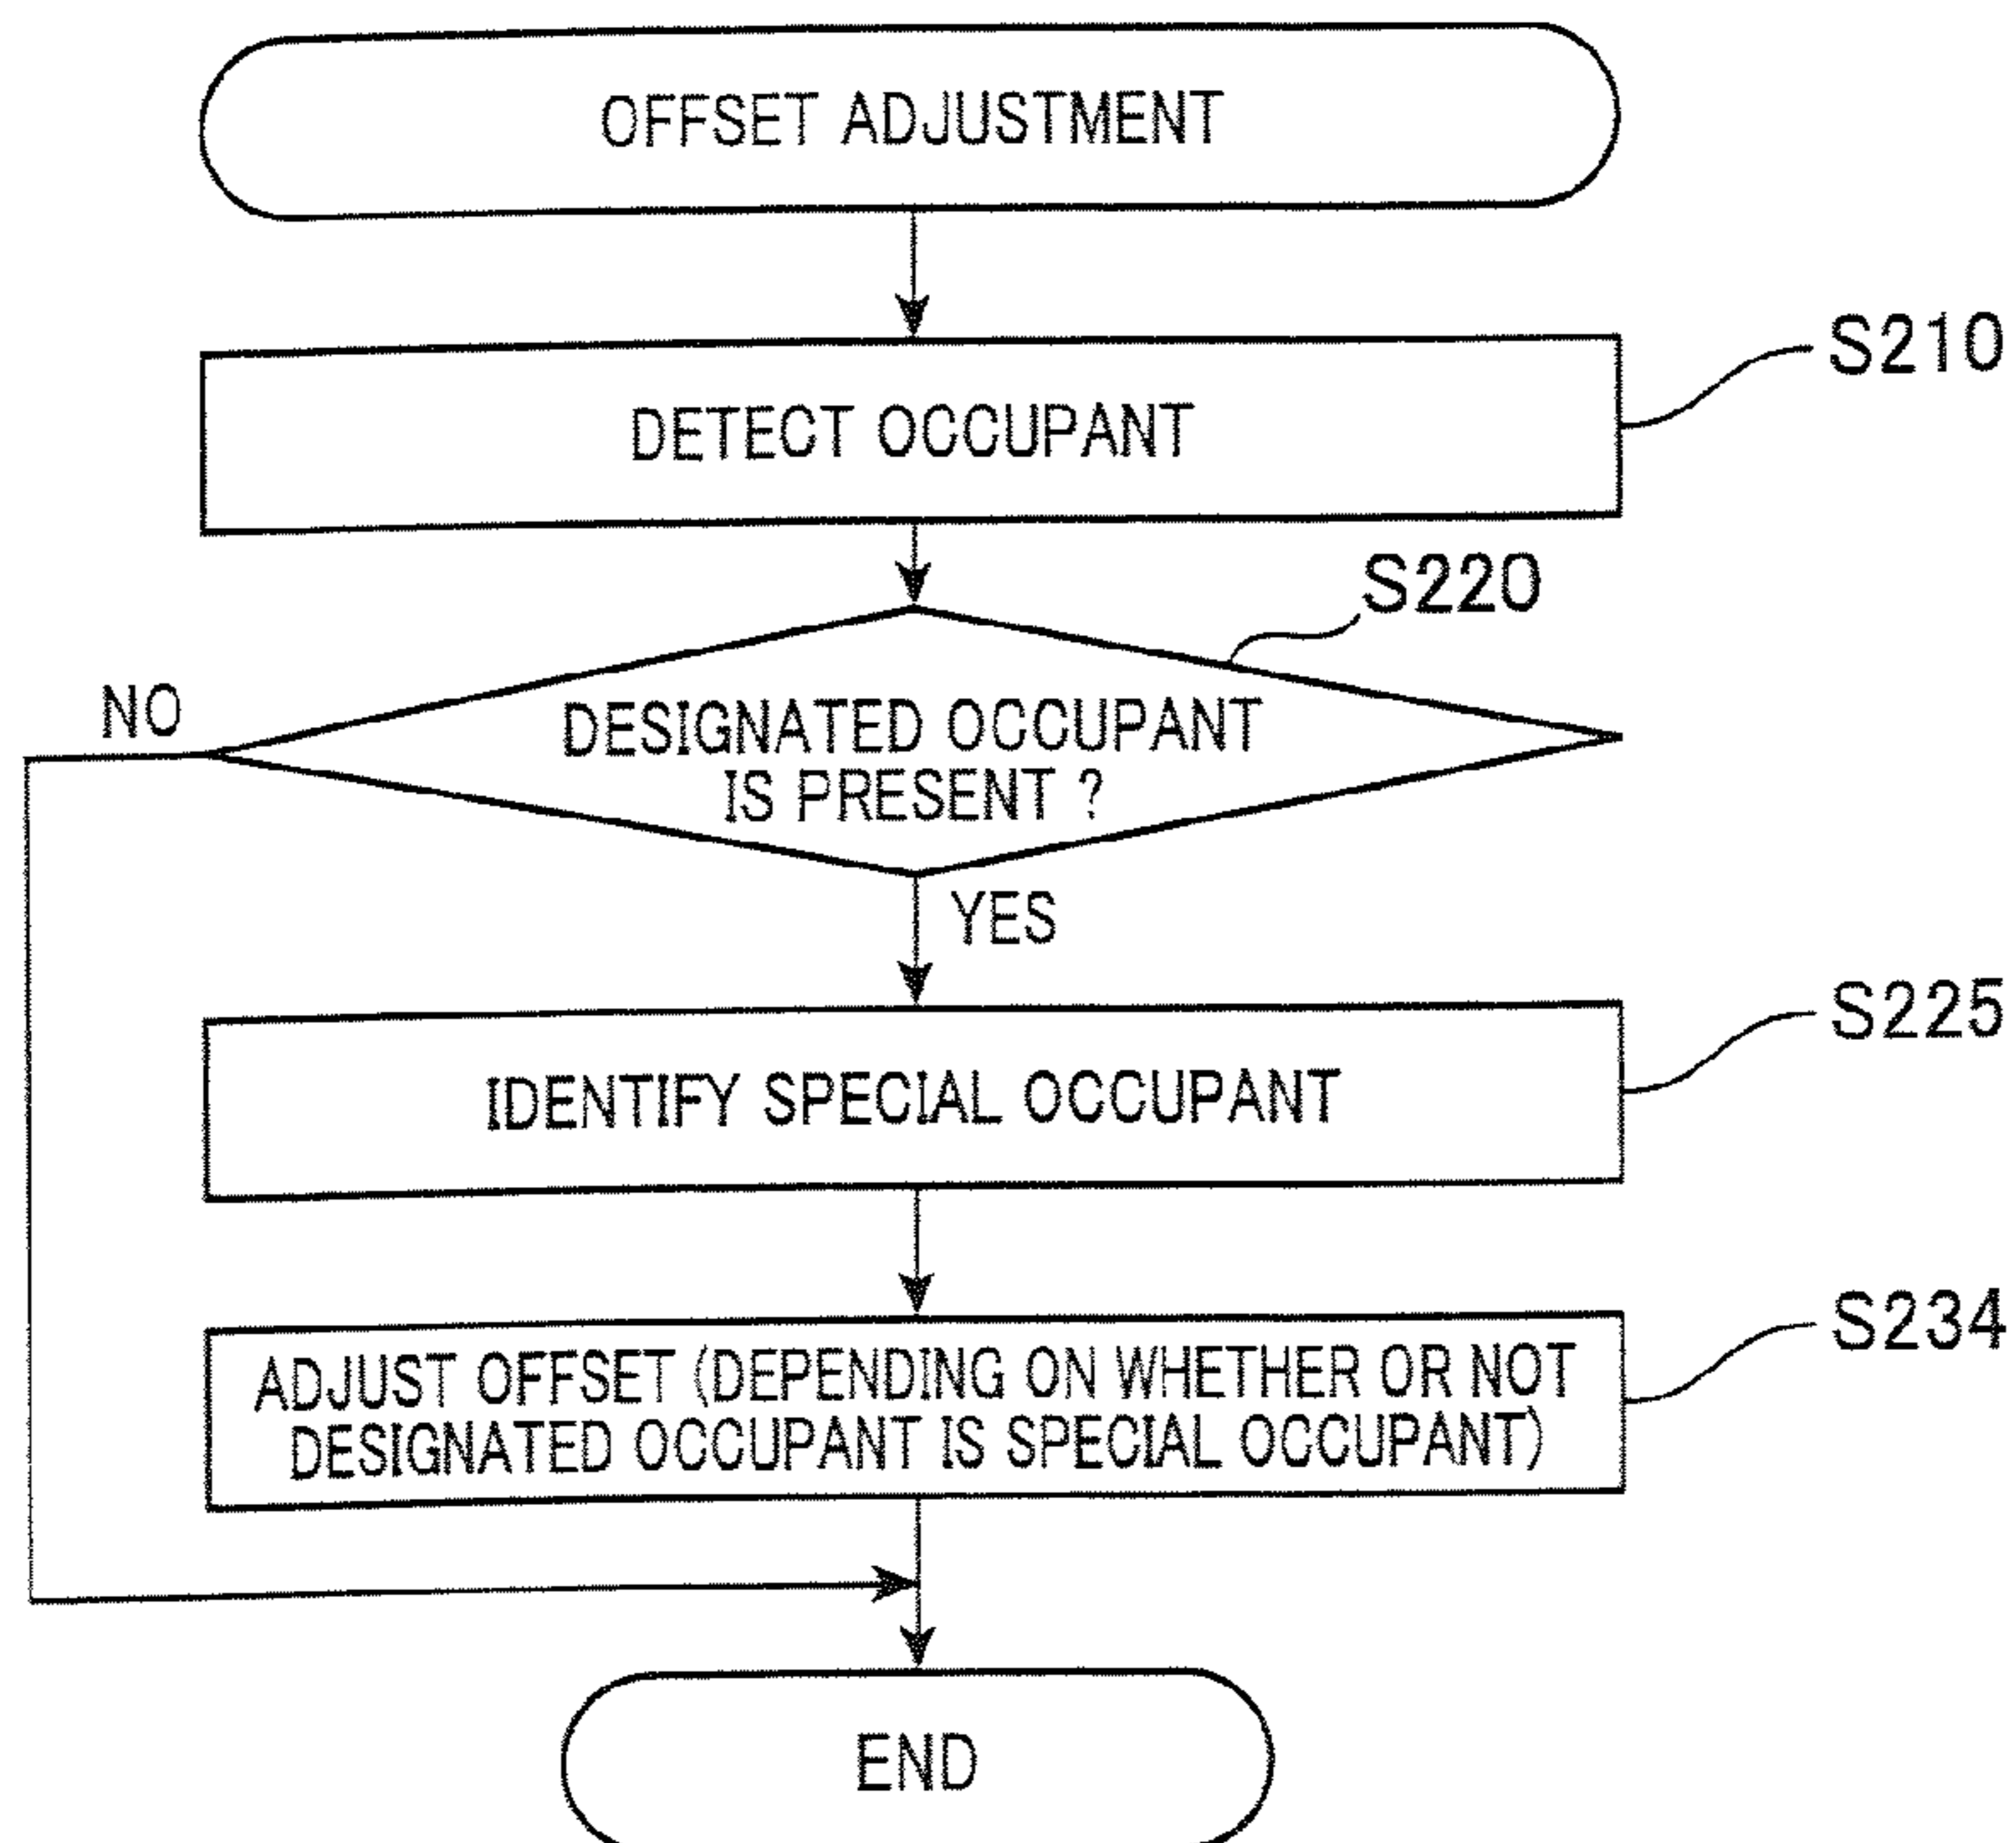 OFFSET ADJUSTMENT
DETECT OCCUPANT
S210
S220
NO
DESIGNATED OCCUPANT
IS PRESENT ?
YES
IDENTIFY SPECIAL OCCUPANT
S225
ADJUST OFFSET (DEPENDING ON WHETHER OR NOT
DESIGNATED OCCUPANT IS SPECIAL OCCUPANT)
S234
END